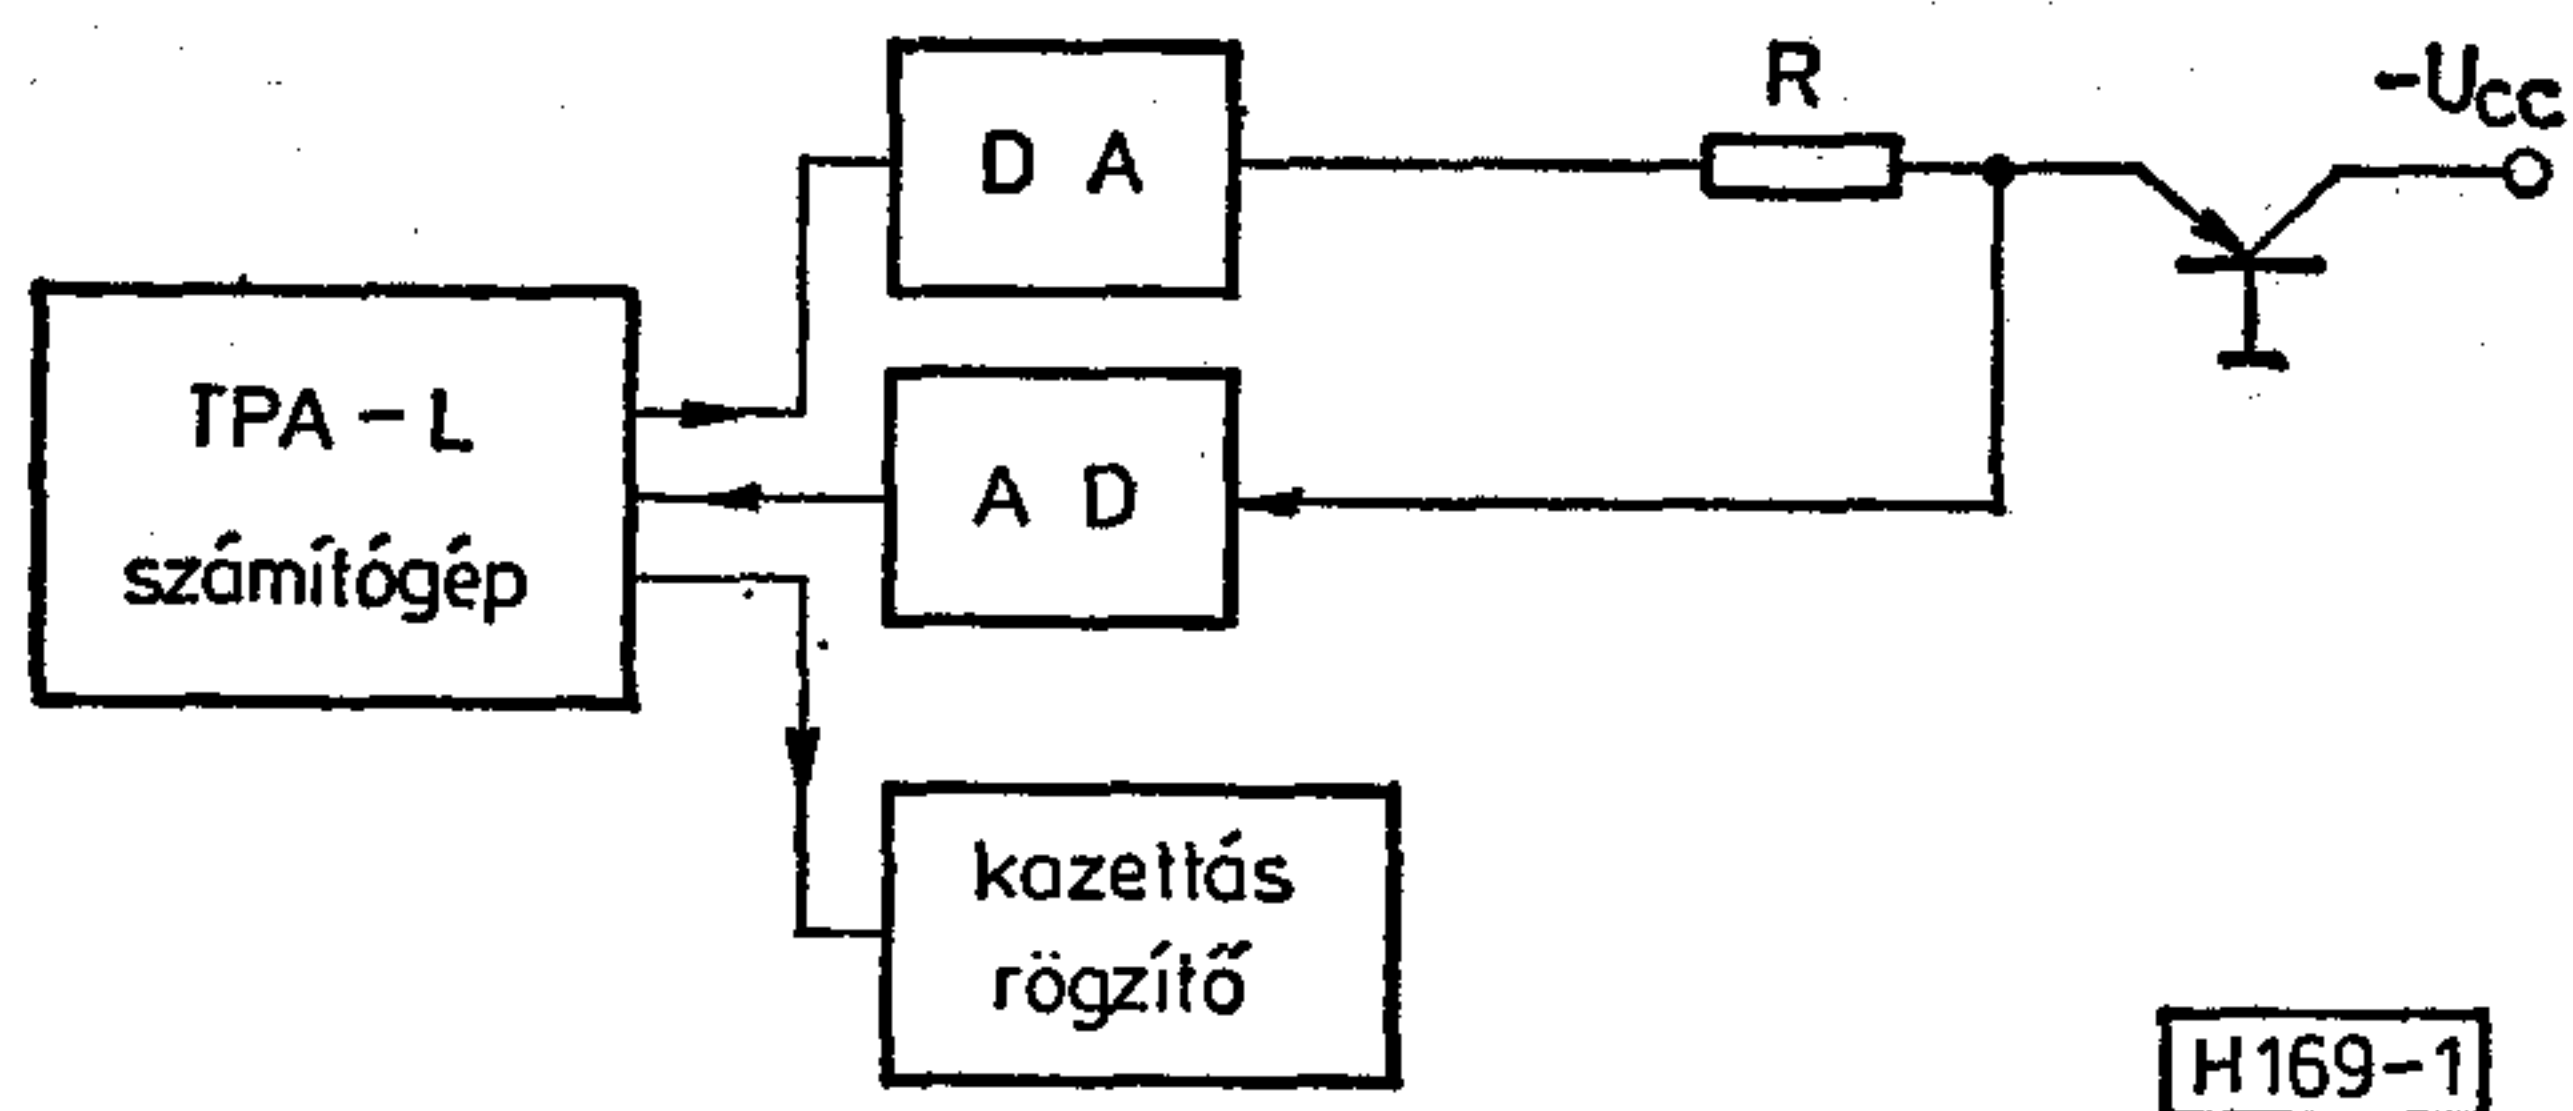 D A
R
-UCC
TPA-L
számítógép
A D
kazettás
rögzítő
H169-1